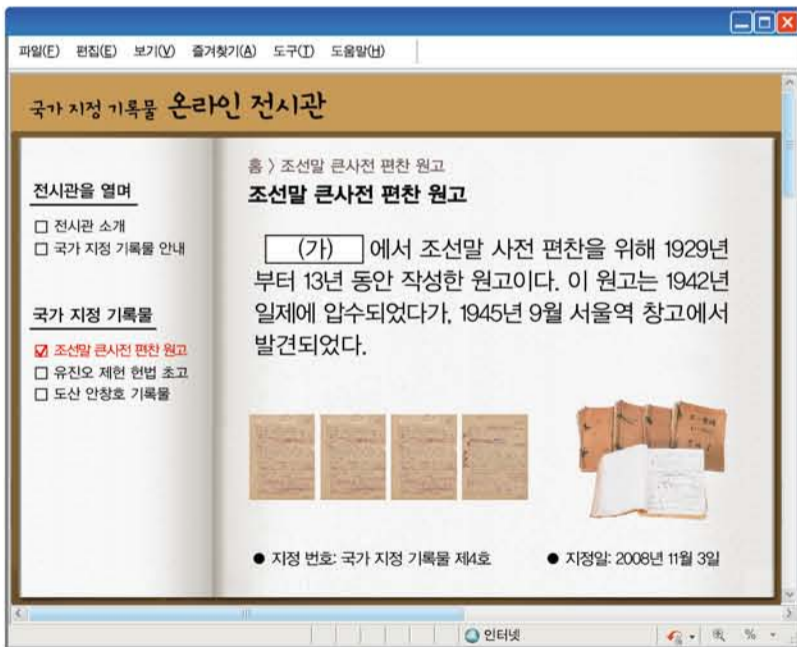 파일(F) 편집(E) 보기(V) 즐겨찾기(A) 도구(T) 도움말(H)
국가 지정 기록물 온라인 전시관
전시관을 열며
□ 전시관 소개
□ 국가 지정 기록물 안내
국가 지정 기록물
☑ 조선말 큰사전 편찬 원고
□ 유진오 제헌 헌법 초고
□ 도산 안창호 기록물
홈 > 조선말 큰사전 편찬 원고
조선말 큰사전 편찬 원고
(가) 에서 조선말 사전 편찬을 위해 1929년
부터 13년 동안 작성한 원고이다. 이 원고는 1942년
일제에 압수되었다가, 1945년 9월 서울역 창고에서
발견되었다.
● 지정 번호: 국가 지정 기록물 제4호 ● 지정일: 2008년 11월 3일
인터넷 %